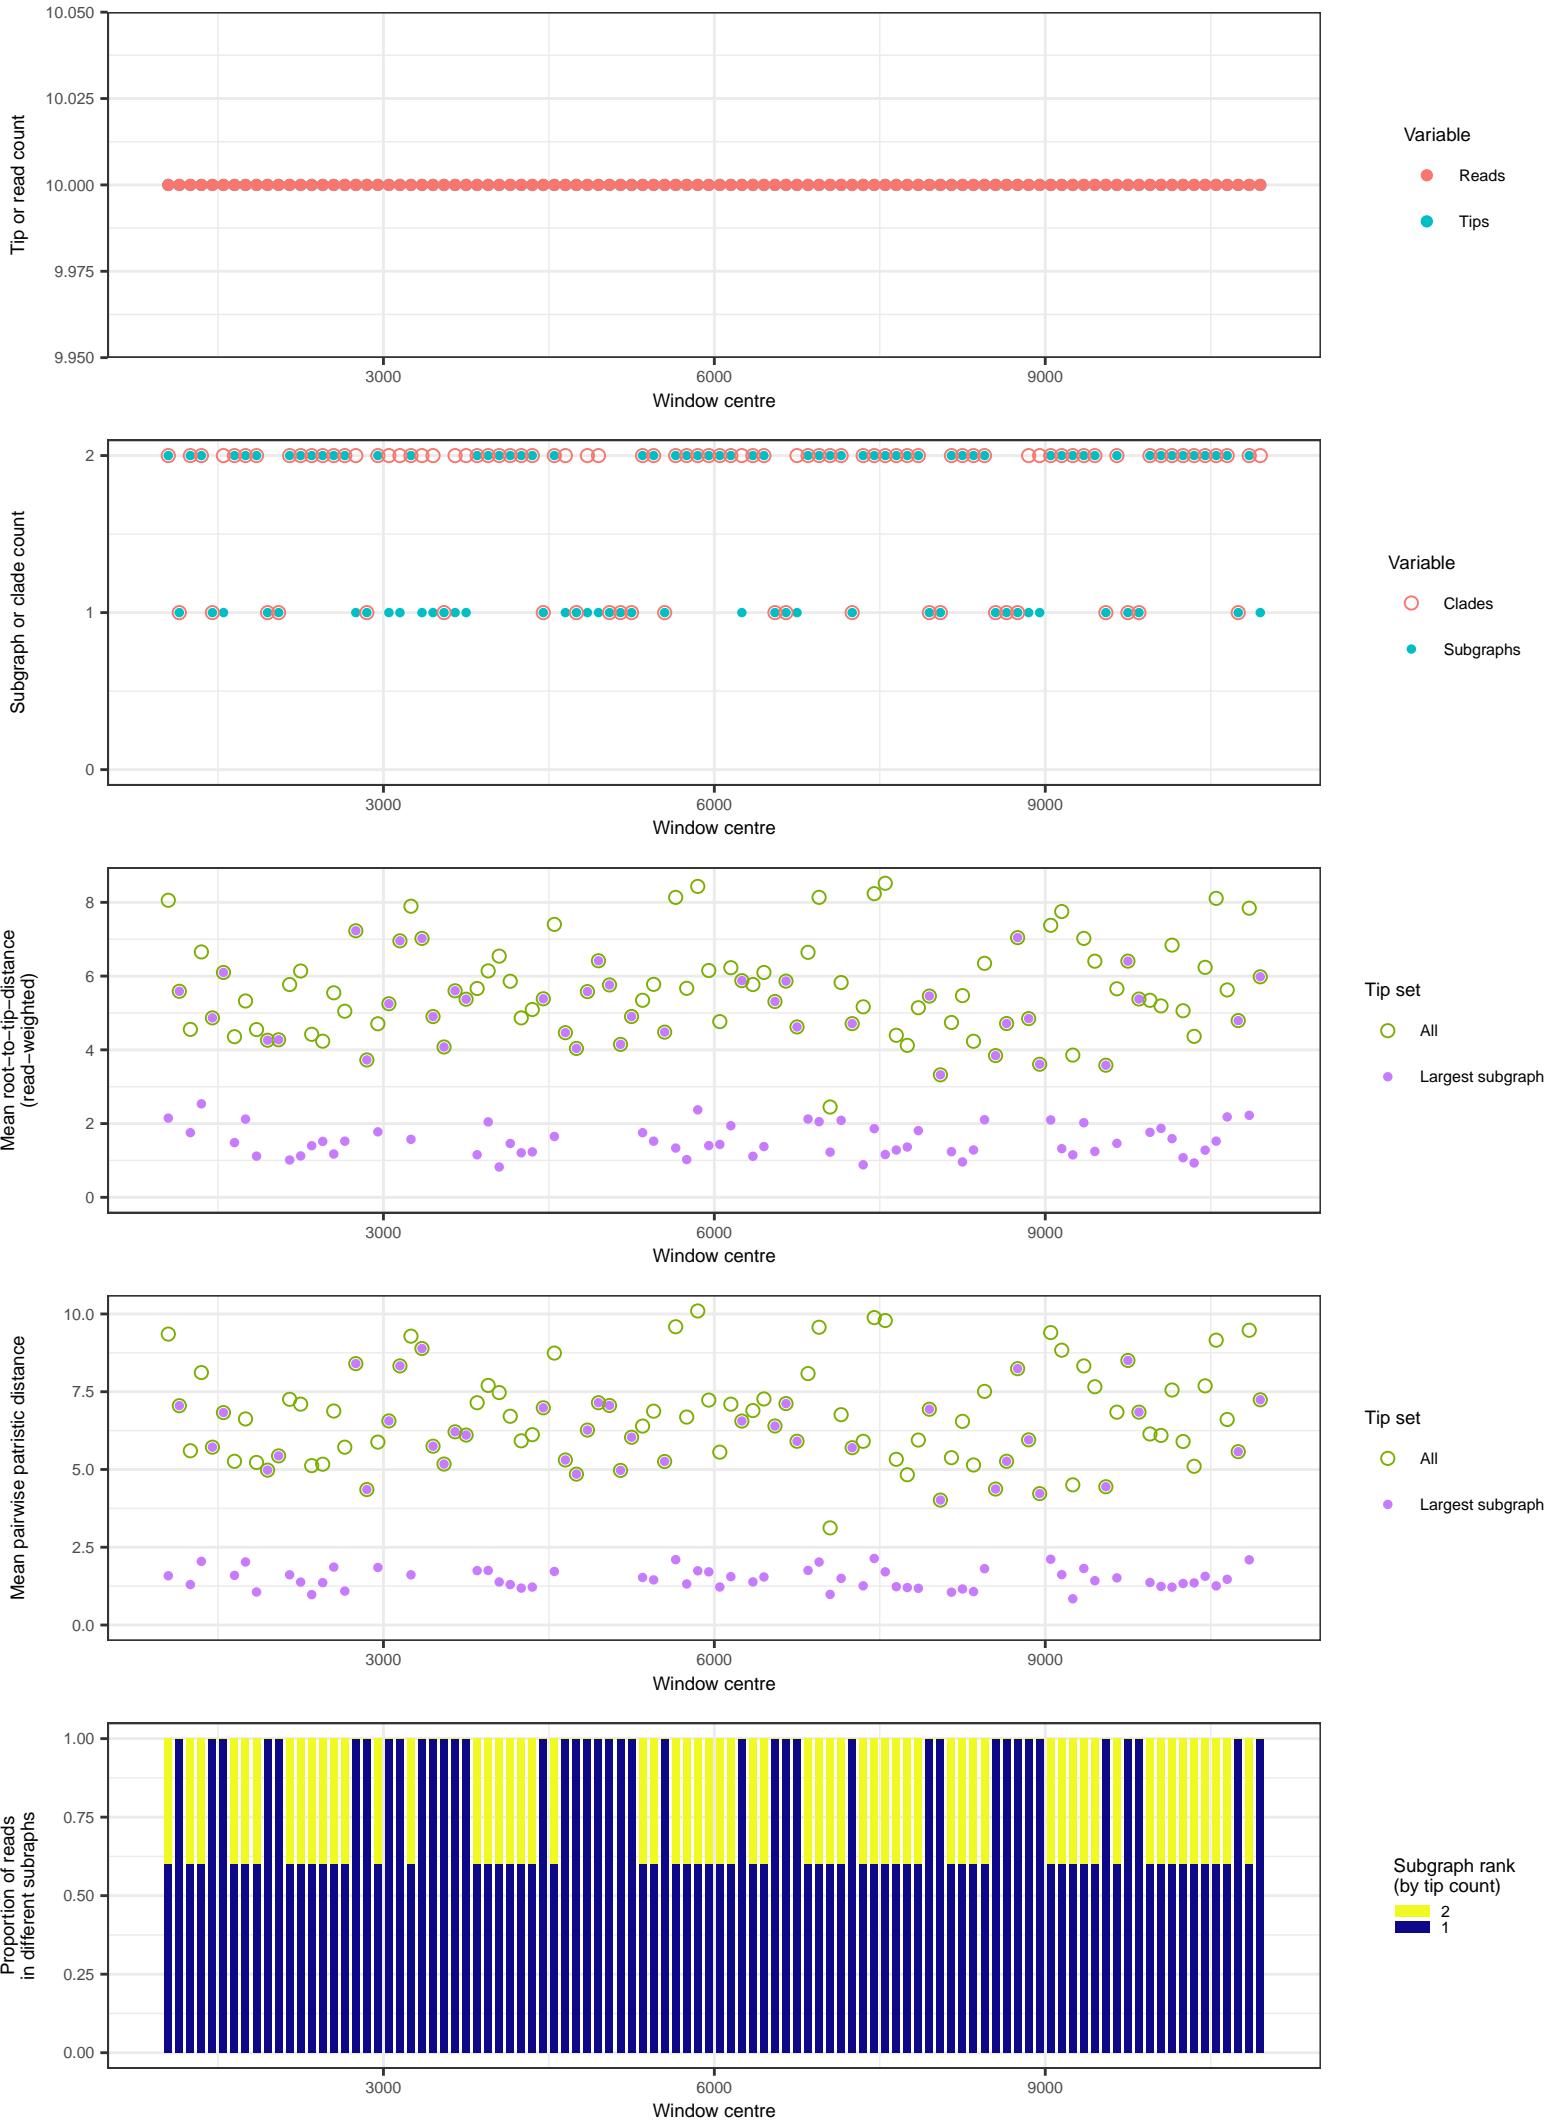 Tip or read count
10.050
10.025
10.000
9.975
9.950
3000
6000
9000
Window centre
Variable
Reads
Tips
Subgraph or clade count
2
1
0
3000
6000
9000
Window centre
Variable
Clades
Subgraphs
Mean root−to−tip−distance
(read−weighted)
8
6
4
2
0
3000
6000
9000
Window centre
Tip set
All
Largest subgraph
Mean pairwise patristic distance
10.0
7.5
5.0
2.5
0.0
3000
6000
9000
Window centre
Tip set
All
Largest subgraph
Proportion of reads
in different subraphs
1.00
0.75
0.50
0.25
0.00
3000
6000
9000
Window centre
Subgraph rank
(by tip count)
2
1